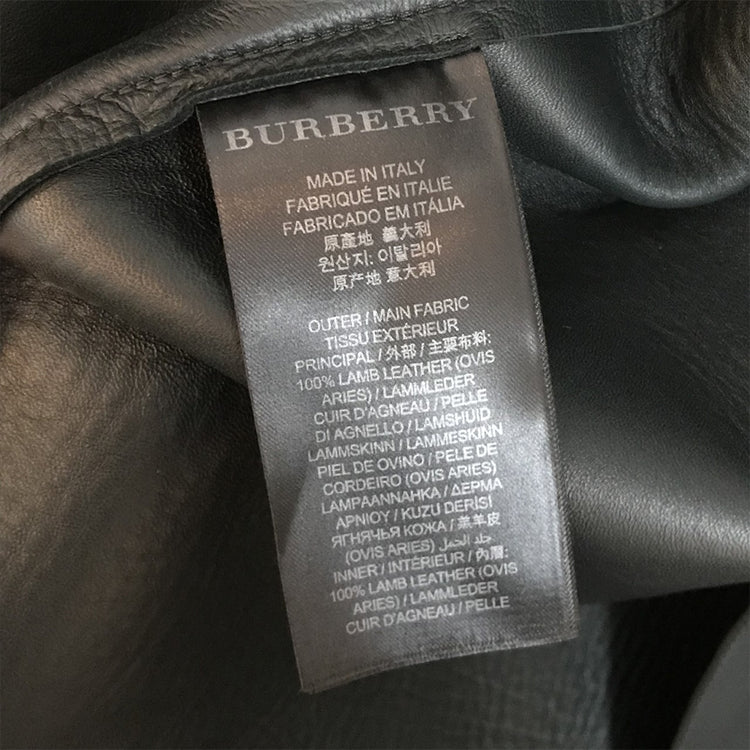 BURBERRY
MADE IN ITALY
FABRIQUÉ EN ITALIE
FABRICADO EM ITÁLIA
原產地 義大利
원산지: 이탈리아
原产地 意大利
OUTER / MAIN FABRIC
TISSU EXTÉRIEUR
PRINCIPAL / 外部 / 主要布料:
100% LAMB LEATHER (OVIS
ARIES) / LAMMLEDER
CUIR D'AGNEAU / PELLE
DI AGNELLO / LAMSHUID
LAMMSKINN / LAMMESKINN
PIEL DE OVINO / PELE DE
CORDEIRO (OVIS ARIES)
LAMPAANNAHKA / ΔΕΡΜΑ
ΑΡΝΙΟΥ / KUZU DERİSI
ЯГНЯЧЬЯ КОЖА / 羔羊皮
(OVIS ARIES) جلد الحمل
INNER / INTÉRIEUR / 內層:
100% LAMB LEATHER (OVIS
ARIES) / LAMMLEDER
CUIR D'AGNEAU / PELLE